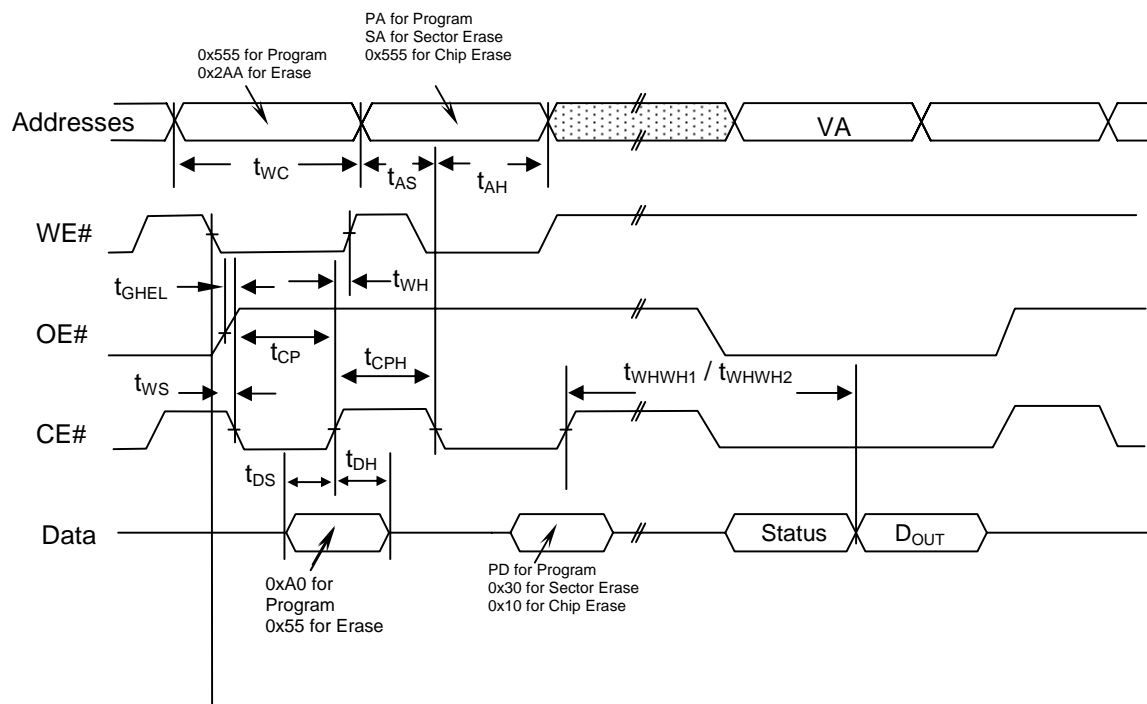 PA for Program
SA for Sector Erase
0x555 for Chip Erase
0x555 for Program
0x2AA for Erase
Addresses
VA
tWC
tAS
tAH
WE#
tGHEL
tWH
OE#
tCP
tCPH
tWS
tWHWH1 / tWHWH2
CE#
tDS
tDH
Data
Status
DOUT
0xA0 for
Program
0x55 for Erase
PD for Program
0x30 for Sector Erase
0x10 for Chip Erase